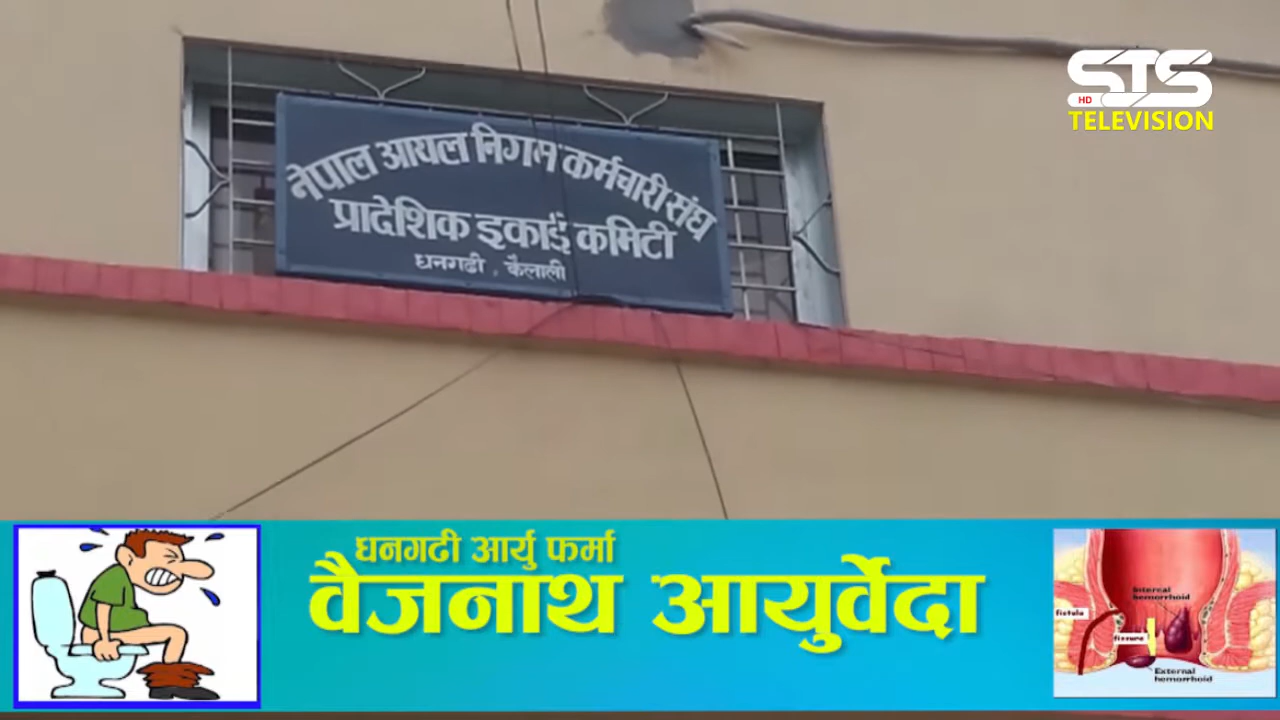 STS
HD
TELEVISION
नेपाल आयल निगम कर्मचारी संघ
प्रादेशिक इकाई कमिटी
धनगढी , कैलाली
धनगढी आर्यु फर्मा
वैजनाथ आयुर्वेदा
Internal
hemorrhoid
fistula
fissure
External
hemorrhoid